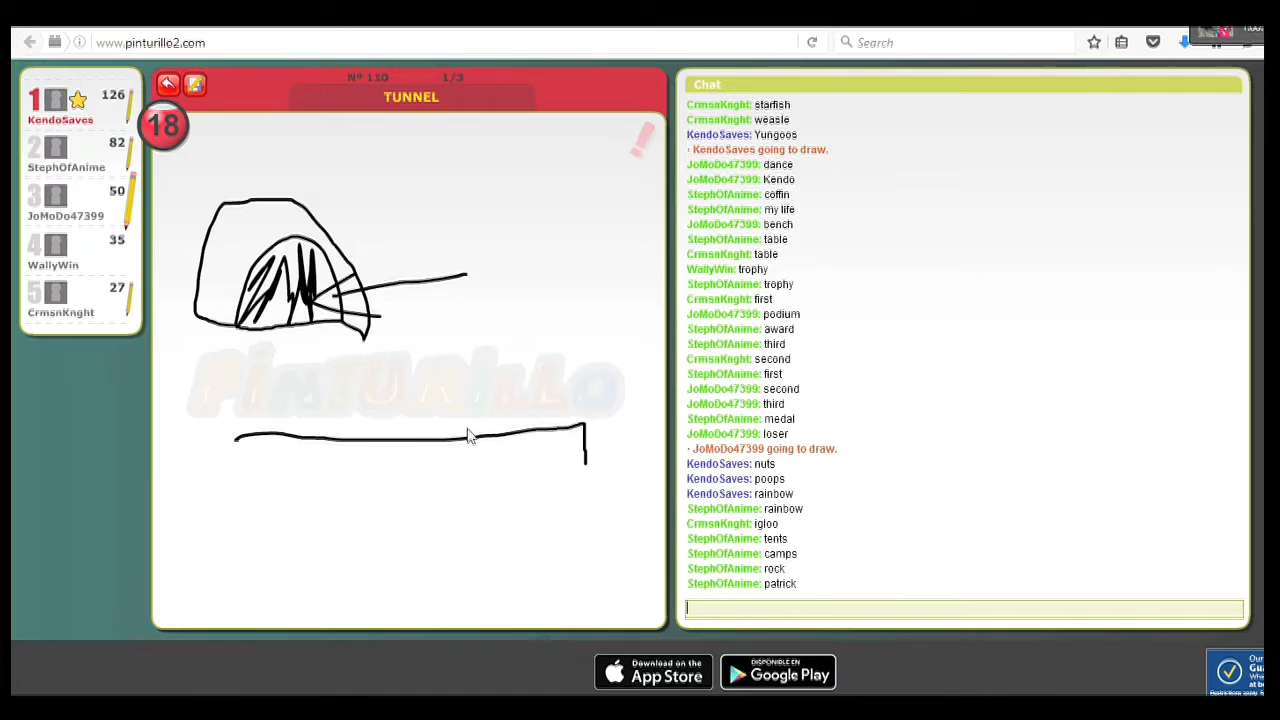 www.pinturillo2.com
Search
Nº 110 1/3
TUNNEL
18
1 126
KendoSaves
2 82
StephOfAnime
3 50
JoMoDo47399
4 35
WallyWin
5 27
CrmsnKnght
PINTURILLO
Chat
CrmsnKnght: starfish
CrmsnKnght: weasle
KendoSaves: Yungoos
· KendoSaves going to draw.
JoMoDo47399: dance
JoMoDo47399: Kendo
StephOfAnime: coffin
StephOfAnime: my life
JoMoDo47399: bench
StephOfAnime: table
CrmsnKnght: table
WallyWin: trophy
StephOfAnime: trophy
CrmsnKnght: first
JoMoDo47399: podium
StephOfAnime: award
StephOfAnime: third
CrmsnKnght: second
StephOfAnime: first
JoMoDo47399: second
JoMoDo47399: third
StephOfAnime: medal
JoMoDo47399: loser
· JoMoDo47399 going to draw.
KendoSaves: nuts
KendoSaves: poops
KendoSaves: rainbow
StephOfAnime: rainbow
CrmsnKnght: igloo
StephOfAnime: tents
StephOfAnime: camps
StephOfAnime: rock
StephOfAnime: patrick
Download on the
App Store
DISPONIBLE EN
Google Play
Our